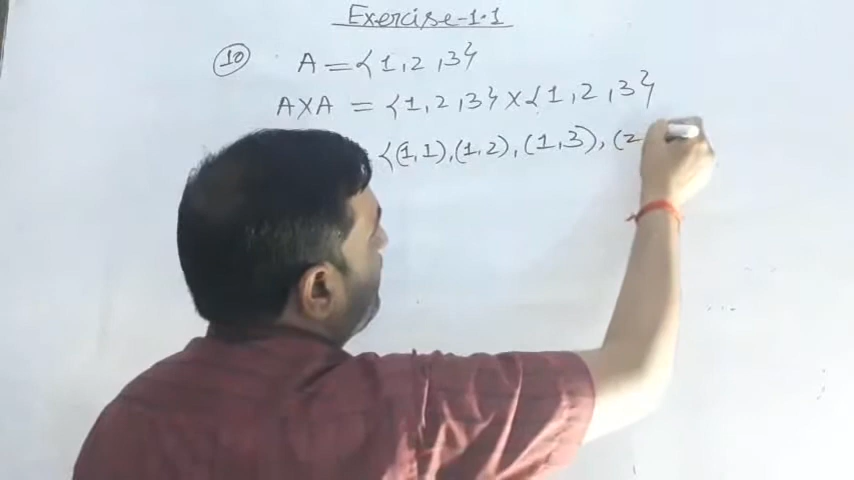 Exercise-1.1
10 A = {1,2,3}
A×A = {1,2,3} × {1,2,3}
{(1,1),(1,2),(1,3),(2